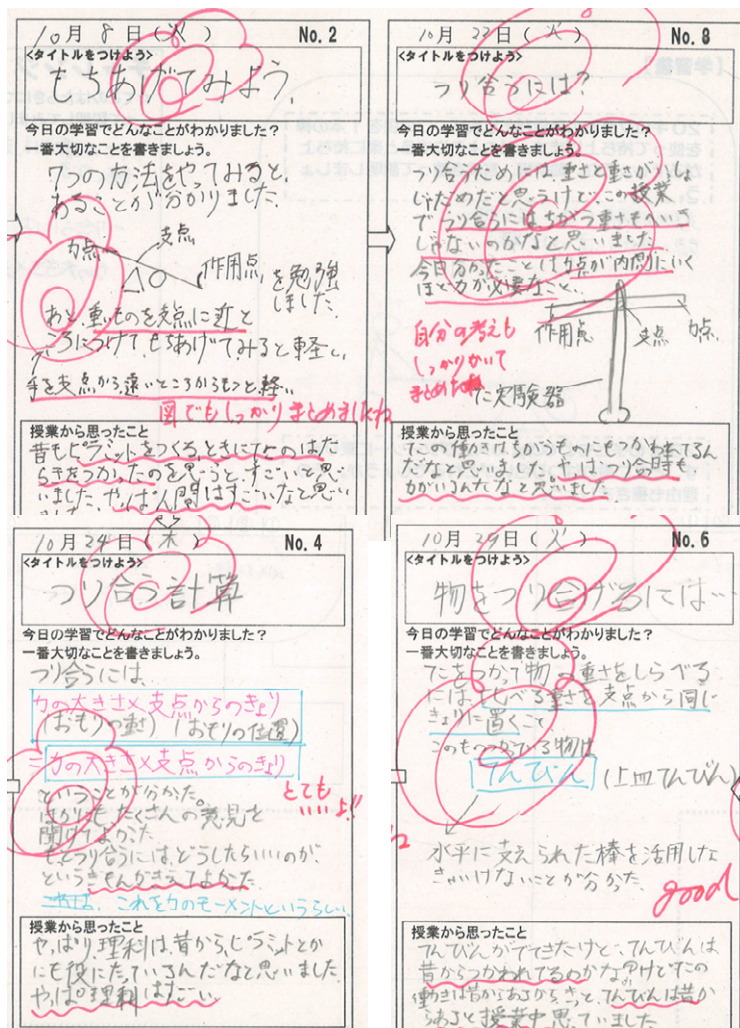 10月8日(火) No.2
<タイトルをつけよう>
もちあげてみよう。
今日の学習でどんなことがわかりました？
一番大切なことを書きましょう。
7つの方法をやってみると、
あることが分かりました。
力点 支点
作用点 を勉強
しました。
あと、重いものを支点に近と
ころにつけて、もちあげてみると軽い。
手を支点から、遠いところからもつと、軽い
図でもしっかりまとめましたね
授業から思ったこと
昔もピラミットをつくるときにてこのはた
らきをつかったのを思うと、すごいと思
いました。やっぱ人間はすごいなと思い
10月22日(火) No.3
<タイトルをつけよう>
つり合うには？
今日の学習でどんなことがわかりました？
一番大切なことを書きましょう。
つり合うためには、重さと重さがいっしょ
じゃだめだと思うけど、この授業
でつり合うにはちがう重さもへいき
じゃないのかなと思いました
今日分かったことは力点が内側にいく
ほど力が必要なこと。
作用点 支点 力点
自分の考えも
しっかりかいて
まとめたね
実験器
授業から思ったこと
てこの働きは、ちがうものにもつかわれてるん
だなと思いました。やっぱつり合時も
10月24日(木) No.4
<タイトルをつけよう>
つり合う計算
今日の学習でどんなことがわかりました？
一番大切なことを書きましょう。
つり合うには、
力の大きさ×支点からのきょり
(おもりの重さ) (おもりの位置)
=力の大きさ×支点からのきょり
ということが分かった。
とても
いいよ!!
たくさんの意見を
聞けてよかった
もっとつり合うには、どうしたらいいのか、
というぎもんがきえてよかった
これを力のモーメントというらしい
授業から思ったこと
やっぱり、理科は、昔から、ピラミットとか
にも役にたっているんだなと思いました
やっぱ理科はすごい
10月29日(火) No.6
<タイトルをつけよう>
物をつり合げるには…
今日の学習でどんなことがわかりました？
一番大切なことを書きましょう。
てこをつかって物の重さをしらべる
には、しらべる重さを支点から同じ
きょりに置くこと
このもつつかっている物は
てんびん (上皿てんびん)
水平に支えられた棒を活用しな
きゃいけないことが分かった
good
授業から思ったこと
てんびんがでてきたけど、てんびんは
昔からつかわれてるわかな？けどてこの
働きは昔からあるから、きっと、てんびんは昔か
らあると授業中思っていました